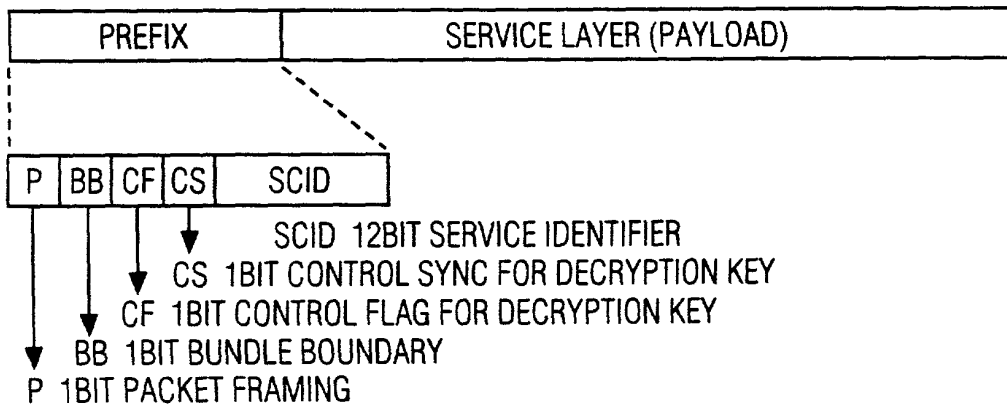 PREFIX SERVICE LAYER (PAYLOAD)
P BB CF CS SCID
SCID 12BIT SERVICE IDENTIFIER
CS 1BIT CONTROL SYNC FOR DECRYPTION KEY
CF 1BIT CONTROL FLAG FOR DECRYPTION KEY
BB 1BIT BUNDLE BOUNDARY
P 1BIT PACKET FRAMING